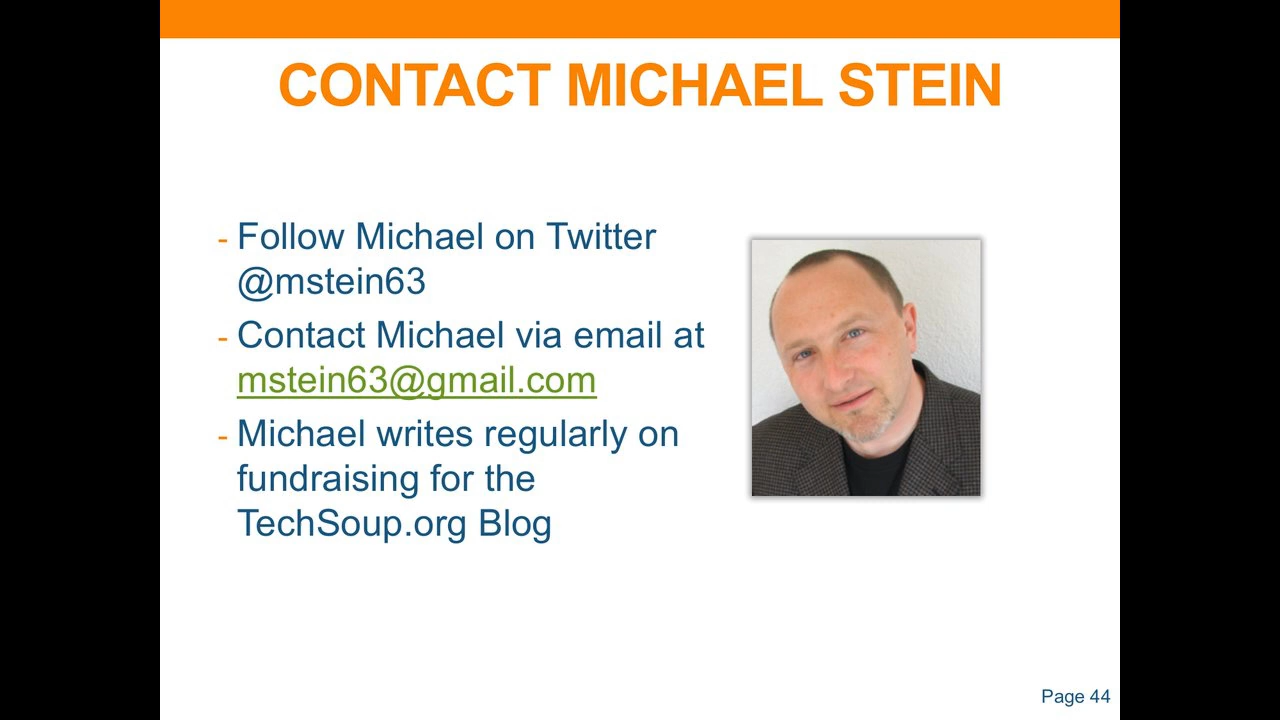 CONTACT MICHAEL STEIN
- Follow Michael on Twitter
@mstein63
- Contact Michael via email at
mstein63@gmail.com
- Michael writes regularly on
fundraising for the
TechSoup.org Blog
Page 44